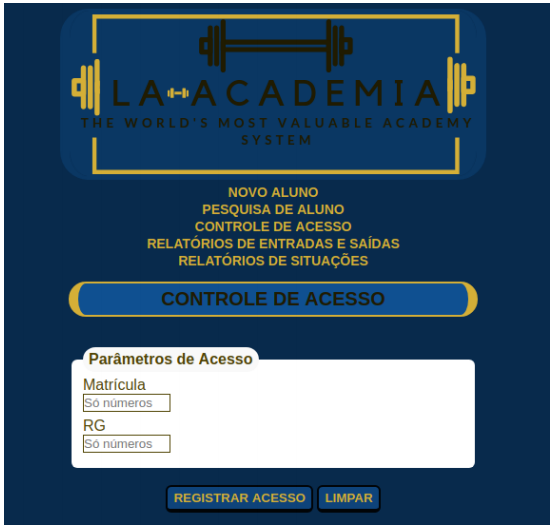 LA ACADEMIA
THE WORLD'S MOST VALUABLE ACADEMY
SYSTEM
NOVO ALUNO
PESQUISA DE ALUNO
CONTROLE DE ACESSO
RELATÓRIOS DE ENTRADAS E SAÍDAS
RELATÓRIOS DE SITUAÇÕES
CONTROLE DE ACESSO
Parâmetros de Acesso
Matrícula
Só números
RG
Só números
REGISTRAR ACESSO LIMPAR